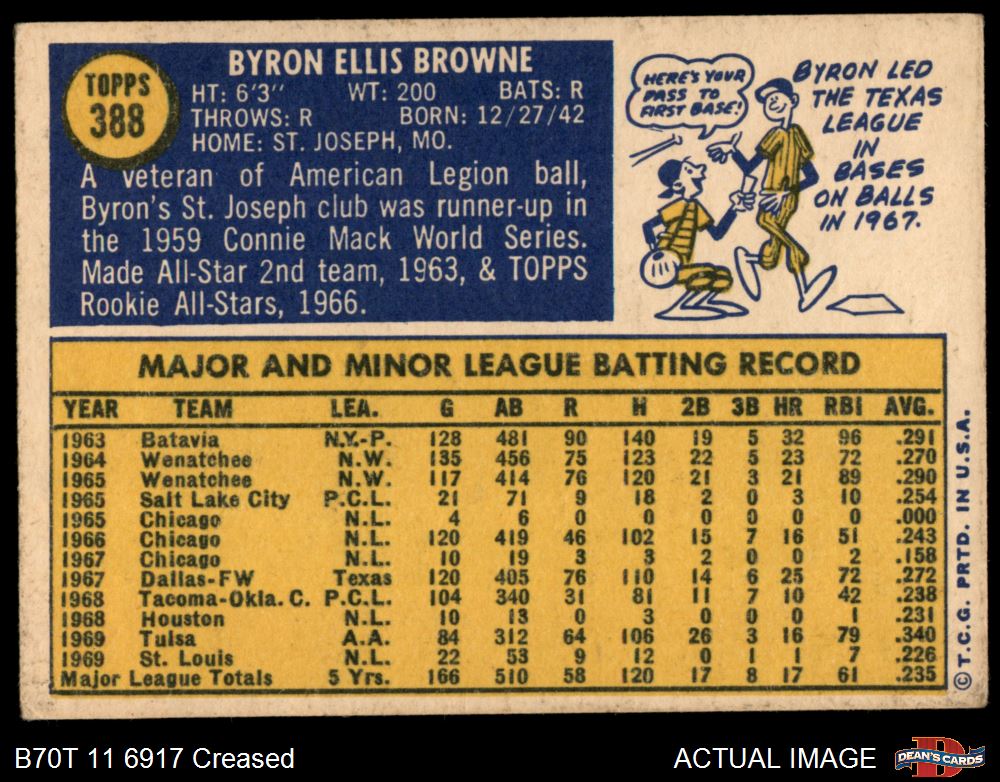 TOPPS
388
BYRON ELLIS BROWNE
HT: 6'3" WT: 200 BATS: R
THROWS: R BORN: 12/27/42
HOME: ST. JOSEPH, MO.
A veteran of American Legion ball,
Byron's St. Joseph club was runner-up in
the 1959 Connie Mack World Series.
Made All-Star 2nd team, 1963, & TOPPS
Rookie All-Stars, 1966.
HERE'S YOUR
PASS TO
FIRST BASE!
BYRON LED
THE TEXAS
LEAGUE
IN
BASES
ON BALLS
IN 1967.
MAJOR AND MINOR LEAGUE BATTING RECORD
YEAR TEAM LEA. G AB R H 2B 3B HR RBI AVG.
1963 Batavia N.Y.-P. 128 481 90 140 19 5 32 96 .291
1964 Wenatchee N.W. 135 456 75 123 22 5 23 72 .270
1965 Wenatchee N.W. 117 414 76 120 21 3 21 89 .290
1965 Salt Lake City P.C.L. 21 71 9 18 2 0 3 10 .254
1965 Chicago N.L. 4 6 0 0 0 0 0 0 .000
1966 Chicago N.L. 120 419 46 102 15 7 16 51 .243
1967 Chicago N.L. 10 19 3 3 2 0 0 2 .158
1967 Dallas-FW Texas 120 405 76 110 14 6 25 72 .272
1968 Tacoma-Okla. C. P.C.L. 104 340 31 81 11 7 10 42 .238
1968 Houston N.L. 10 13 0 3 0 0 0 1 .231
1969 Tulsa A.A. 84 312 64 106 26 3 16 79 .340
1969 St. Louis N.L. 22 53 9 12 0 1 1 7 .226
Major League Totals 5 Yrs. 166 510 58 120 17 8 17 61 .235
© T.C.G. PRTD. IN U.S.A.
B70T 11 6917 Creased
ACTUAL IMAGE
D
DEAN'S CARDS